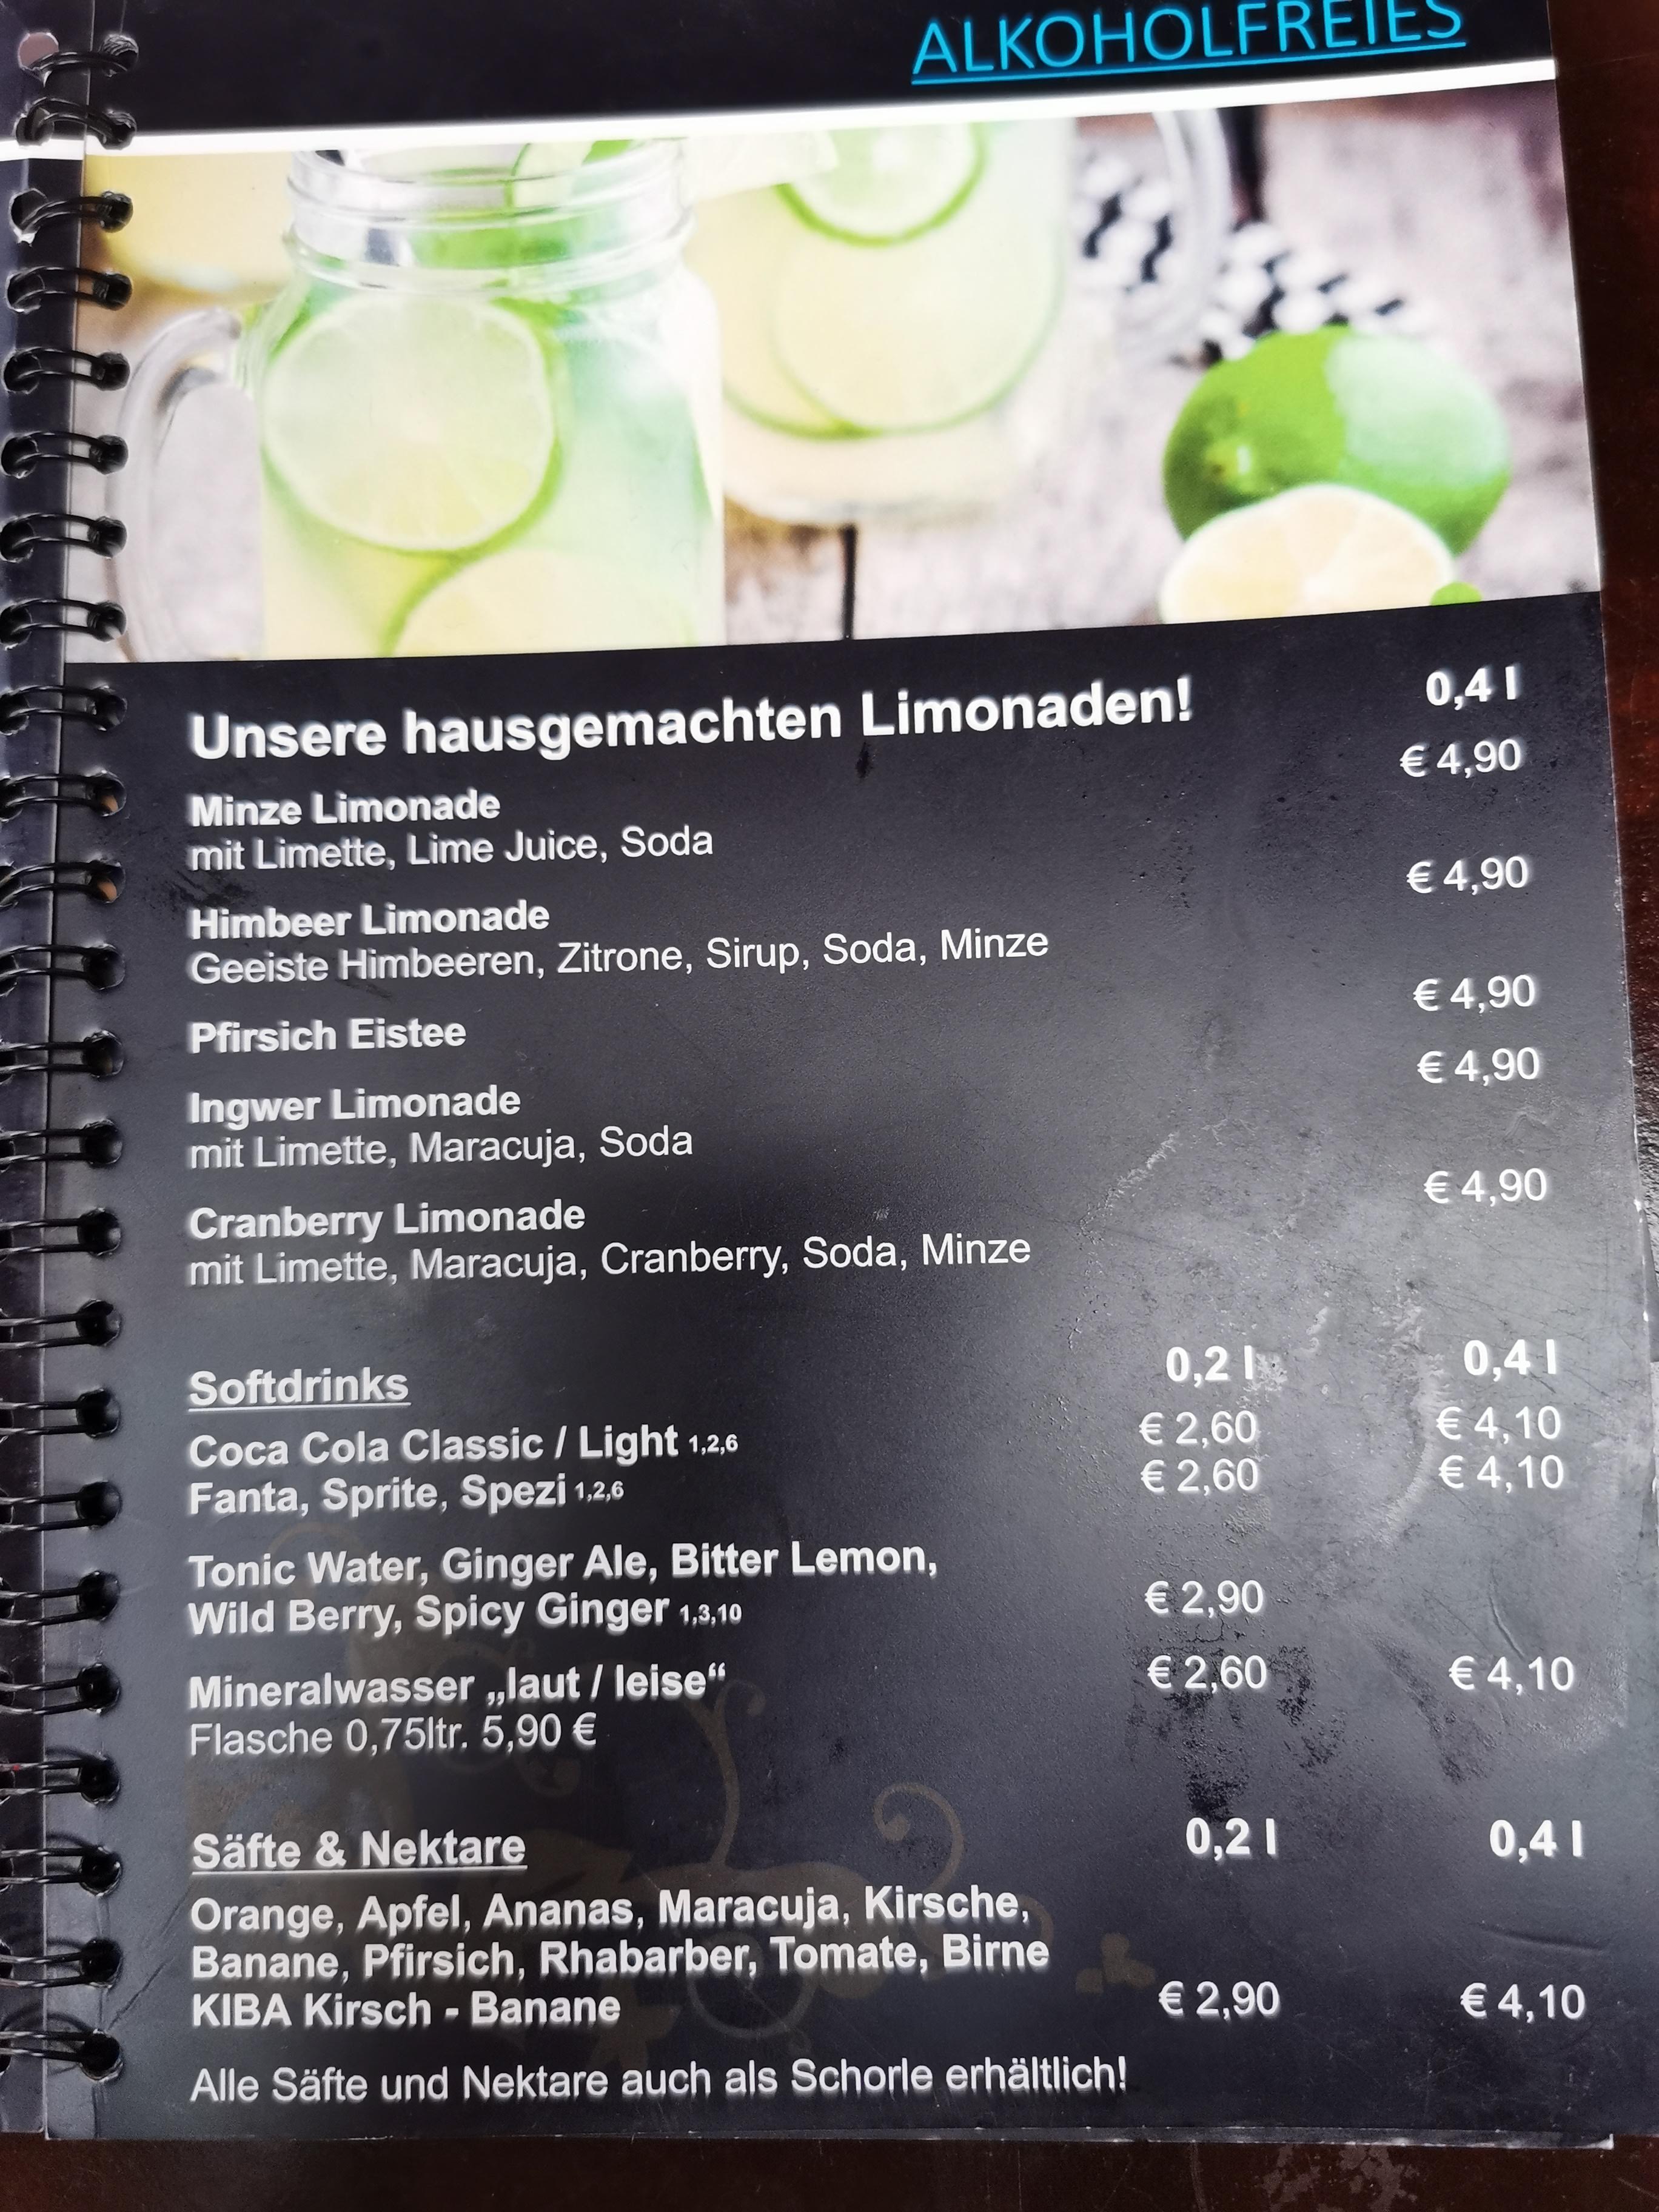 ALKOHOLFREIES
Unsere hausgemachten Limonaden! 0,4 l
Minze Limonade € 4,90
mit Limette, Lime Juice, Soda
Himbeer Limonade € 4,90
Geeiste Himbeeren, Zitrone, Sirup, Soda, Minze
Pfirsich Eistee € 4,90
Ingwer Limonade € 4,90
mit Limette, Maracuja, Soda
Cranberry Limonade € 4,90
mit Limette, Maracuja, Cranberry, Soda, Minze
Softdrinks 0,2 l 0,4 l
Coca Cola Classic / Light 1,2,6 € 2,60 € 4,10
Fanta, Sprite, Spezi 1,2,6 € 2,60 € 4,10
Tonic Water, Ginger Ale, Bitter Lemon,
Wild Berry, Spicy Ginger 1,3,10 € 2,90
Mineralwasser „laut / leise“ € 2,60 € 4,10
Flasche 0,75ltr. 5,90 €
Säfte & Nektare 0,2 l 0,4 l
Orange, Apfel, Ananas, Maracuja, Kirsche,
Banane, Pfirsich, Rhabarber, Tomate, Birne
KIBA Kirsch - Banane € 2,90 € 4,10
Alle Säfte und Nektare auch als Schorle erhältlich!